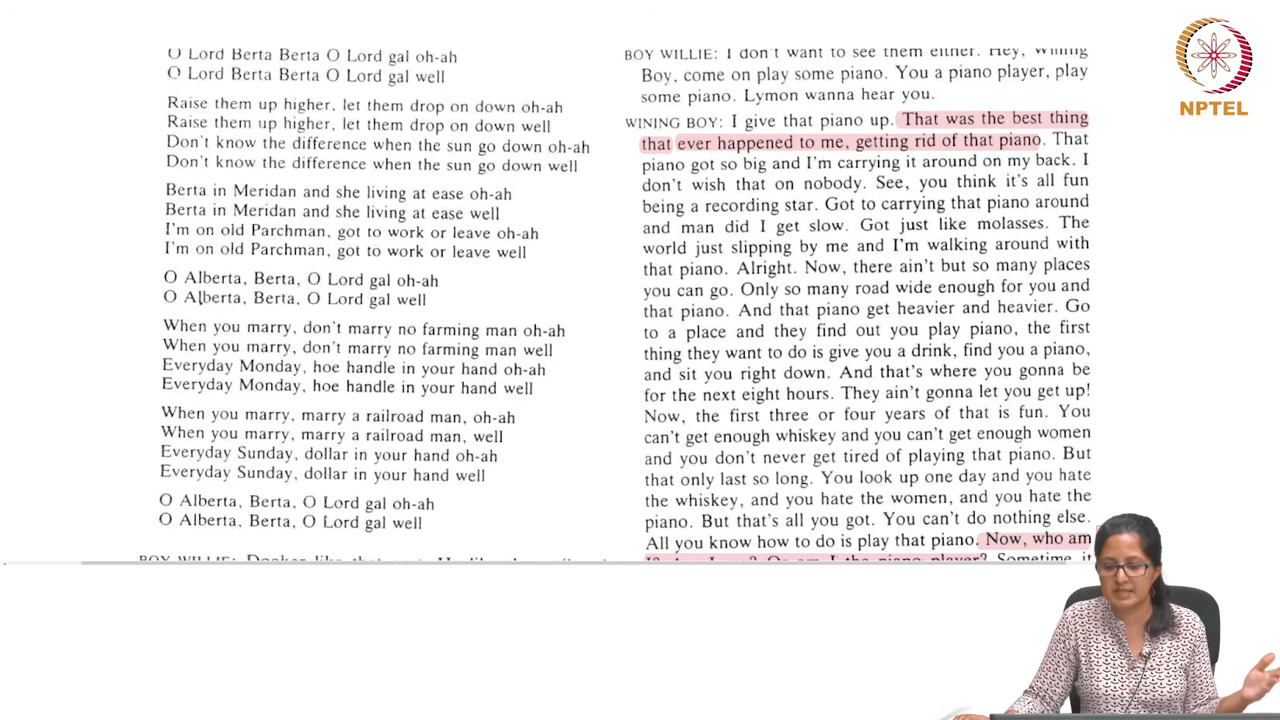 O Lord Berta Berta O Lord gal oh-ah
O Lord Berta Berta O Lord gal well
Raise them up higher, let them drop on down oh-ah
Raise them up higher, let them drop on down well
Don't know the difference when the sun go down oh-ah
Don't know the difference when the sun go down well
Berta in Meridan and she living at ease oh-ah
Berta in Meridan and she living at ease well
I'm on old Parchman, got to work or leave oh-ah
I'm on old Parchman, got to work or leave well
O Alberta, Berta, O Lord gal oh-ah
O Alberta, Berta, O Lord gal well
When you marry, don't marry no farming man oh-ah
When you marry, don't marry no farming man well
Everyday Monday, hoe handle in your hand oh-ah
Everyday Monday, hoe handle in your hand well
When you marry, marry a railroad man, oh-ah
When you marry, marry a railroad man, well
Everyday Sunday, dollar in your hand oh-ah
Everyday Sunday, dollar in your hand well
O Alberta, Berta, O Lord gal oh-ah
O Alberta, Berta, O Lord gal well
BOY WILLIE: Doaker like that
BOY WILLIE: I don't want to see them either. Hey, Wining
Boy, come on play some piano. You a piano player, play
some piano. Lymon wanna hear you.
WINING BOY: I give that piano up. That was the best thing
that ever happened to me, getting rid of that piano. That
piano got so big and I'm carrying it around on my back. I
don't wish that on nobody. See, you think it's all fun
being a recording star. Got to carrying that piano around
and man did I get slow. Got just like molasses. The
world just slipping by me and I'm walking around with
that piano. Alright. Now, there ain't but so many places
you can go. Only so many road wide enough for you and
that piano. And that piano get heavier and heavier. Go
to a place and they find out you play piano, the first
thing they want to do is give you a drink, find you a piano,
and sit you right down. And that's where you gonna be
for the next eight hours. They ain't gonna let you get up!
Now, the first three or four years of that is fun. You
can't get enough whiskey and you can't get enough women
and you don't never get tired of playing that piano. But
that only last so long. You look up one day and you hate
the whiskey, and you hate the women, and you hate the
piano. But that's all you got. You can't do nothing else.
All you know how to do is play that piano. Now, who am
I? Am I me? Or am I the piano player? Sometime it
NPTEL